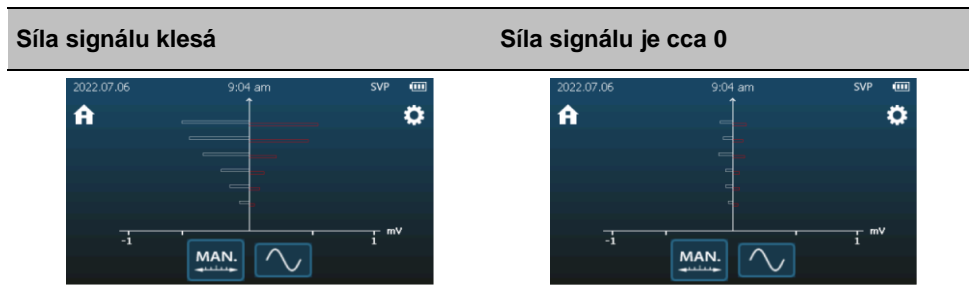 Síla signálu klesá
Síla signálu je cca 0
2022.07.06 9:04 am SVP
mV
-1 1
MAN.
2022.07.06 9:04 am SVP
mV
-1 1
MAN.